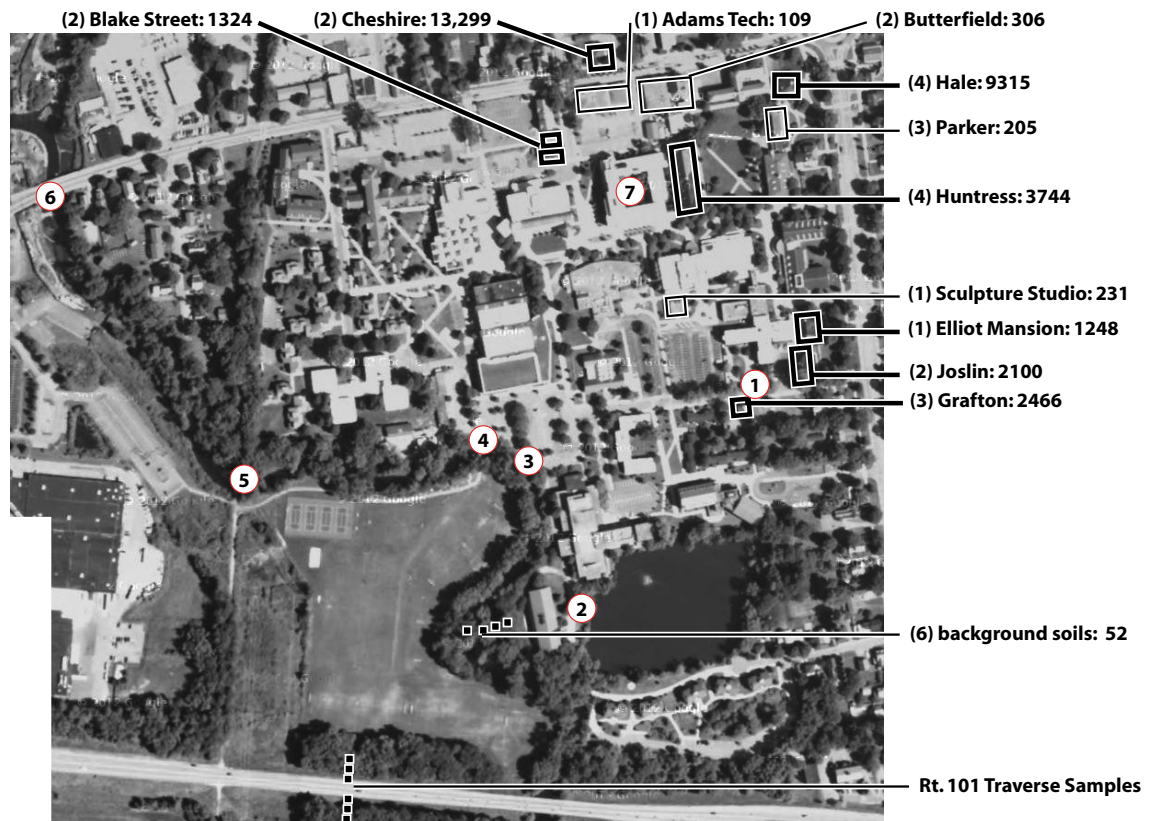 (2) Blake Street: 1324
(2) Cheshire: 13,299
(1) Adams Tech: 109
(2) Butterfield: 306
(4) Hale: 9315
(3) Parker: 205
6
7
(4) Huntress: 3744
(1) Sculpture Studio: 231
(1) Elliot Mansion: 1248
(2) Joslin: 2100
1
(3) Grafton: 2466
4
3
5
2
(6) background soils: 52
Rt. 101 Traverse Samples